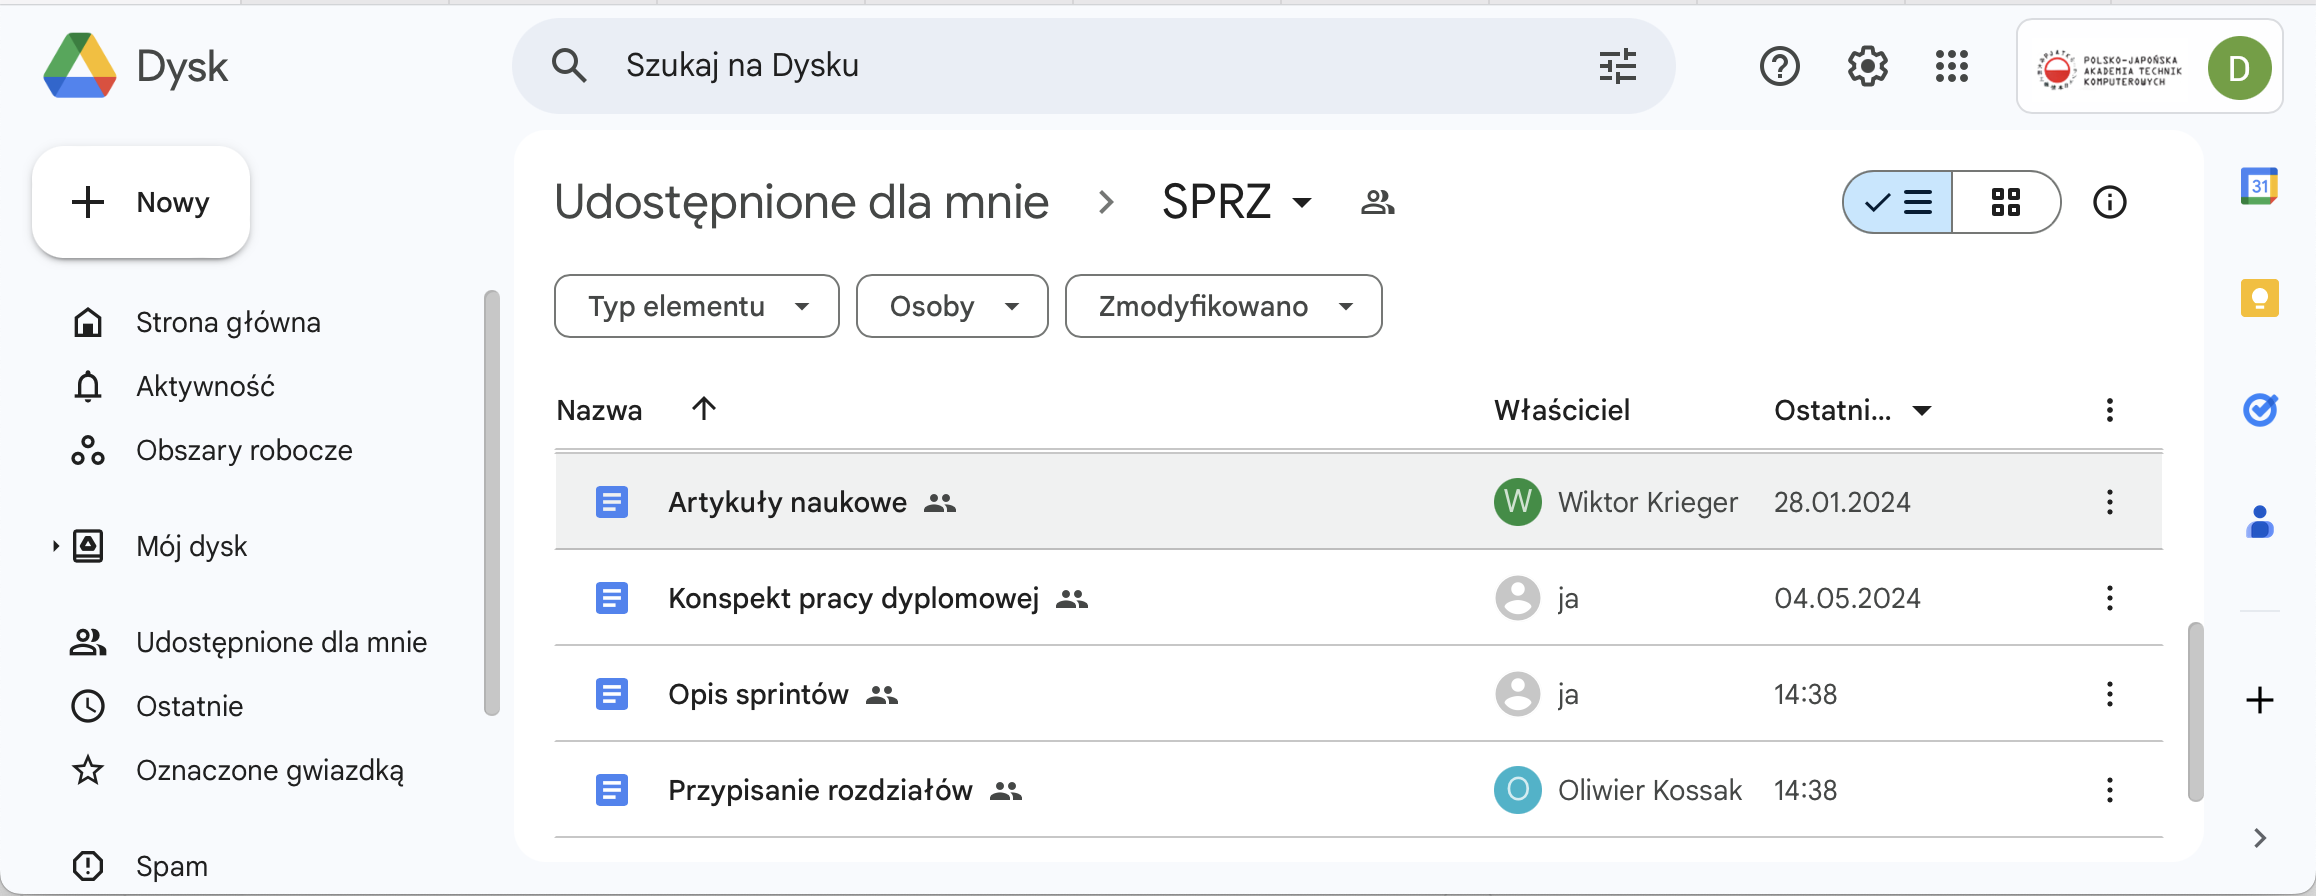 Dysk
Szukaj na Dysku
POLSKO-JAPOŃSKA
AKADEMIA TECHNIK
KOMPUTEROWYCH
D
Nowy
Strona główna
Aktywność
Obszary robocze
Mój dysk
Udostępnione dla mnie
Ostatnie
Oznaczone gwiazdką
Spam
Udostępnione dla mnie SPRZ
Typ elementu Osoby Zmodyfikowano
Nazwa Właściciel Ostatni...
Artykuły naukowe W Wiktor Krieger 28.01.2024
Konspekt pracy dyplomowej ja 04.05.2024
Opis sprintów ja 14:38
Przypisanie rozdziałów O Oliwier Kossak 14:38
31